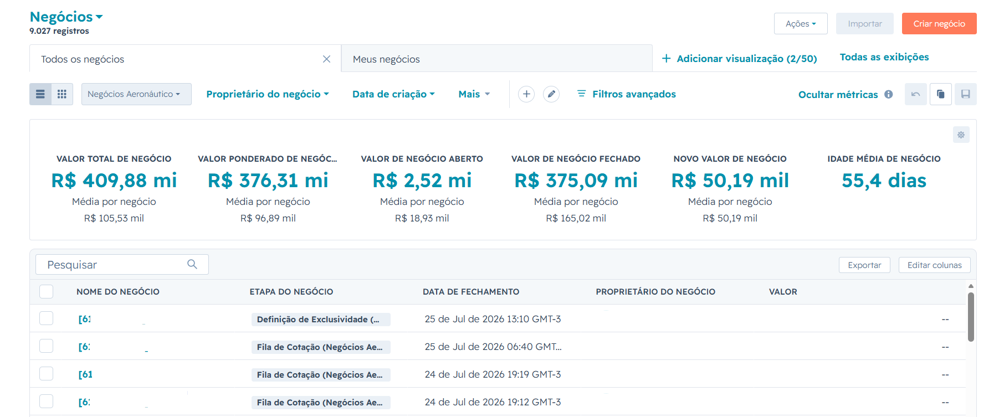 Negócios
9.027 registros
Ações
Importar
Criar negócio
Todos os negócios
Meus negócios
Adicionar visualização (2/50)
Todas as exibições
Negócios Aeronáutico
Proprietário do negócio
Data de criação
Mais
Filtros avançados
Ocultar métricas
VALOR TOTAL DE NEGÓCIO
R$ 409,88 mi
Média por negócio
R$ 105,53 mil
VALOR PONDERADO DE NEGÓC...
R$ 376,31 mi
Média por negócio
R$ 96,89 mil
VALOR DE NEGÓCIO ABERTO
R$ 2,52 mi
Média por negócio
R$ 18,93 mil
VALOR DE NEGÓCIO FECHADO
R$ 375,09 mi
Média por negócio
R$ 165,02 mil
NOVO VALOR DE NEGÓCIO
R$ 50,19 mil
Média por negócio
R$ 50,19 mil
IDADE MÉDIA DE NEGÓCIO
55,4 dias
Pesquisar
Exportar
Editar colunas
NOME DO NEGÓCIO ETAPA DO NEGÓCIO DATA DE FECHAMENTO PROPRIETÁRIO DO NEGÓCIO VALOR
[61 Definição de Exclusividade (... 25 de Jul de 2026 13:10 GMT-3 --
[6 Fila de Cotação (Negócios Ae... 25 de Jul de 2026 06:40 GMT... --
[61 Fila de Cotação (Negócios Ae... 24 de Jul de 2026 19:19 GMT-3 --
[6 Fila de Cotação (Negócios Ae... 24 de Jul de 2026 19:12 GMT-3 --